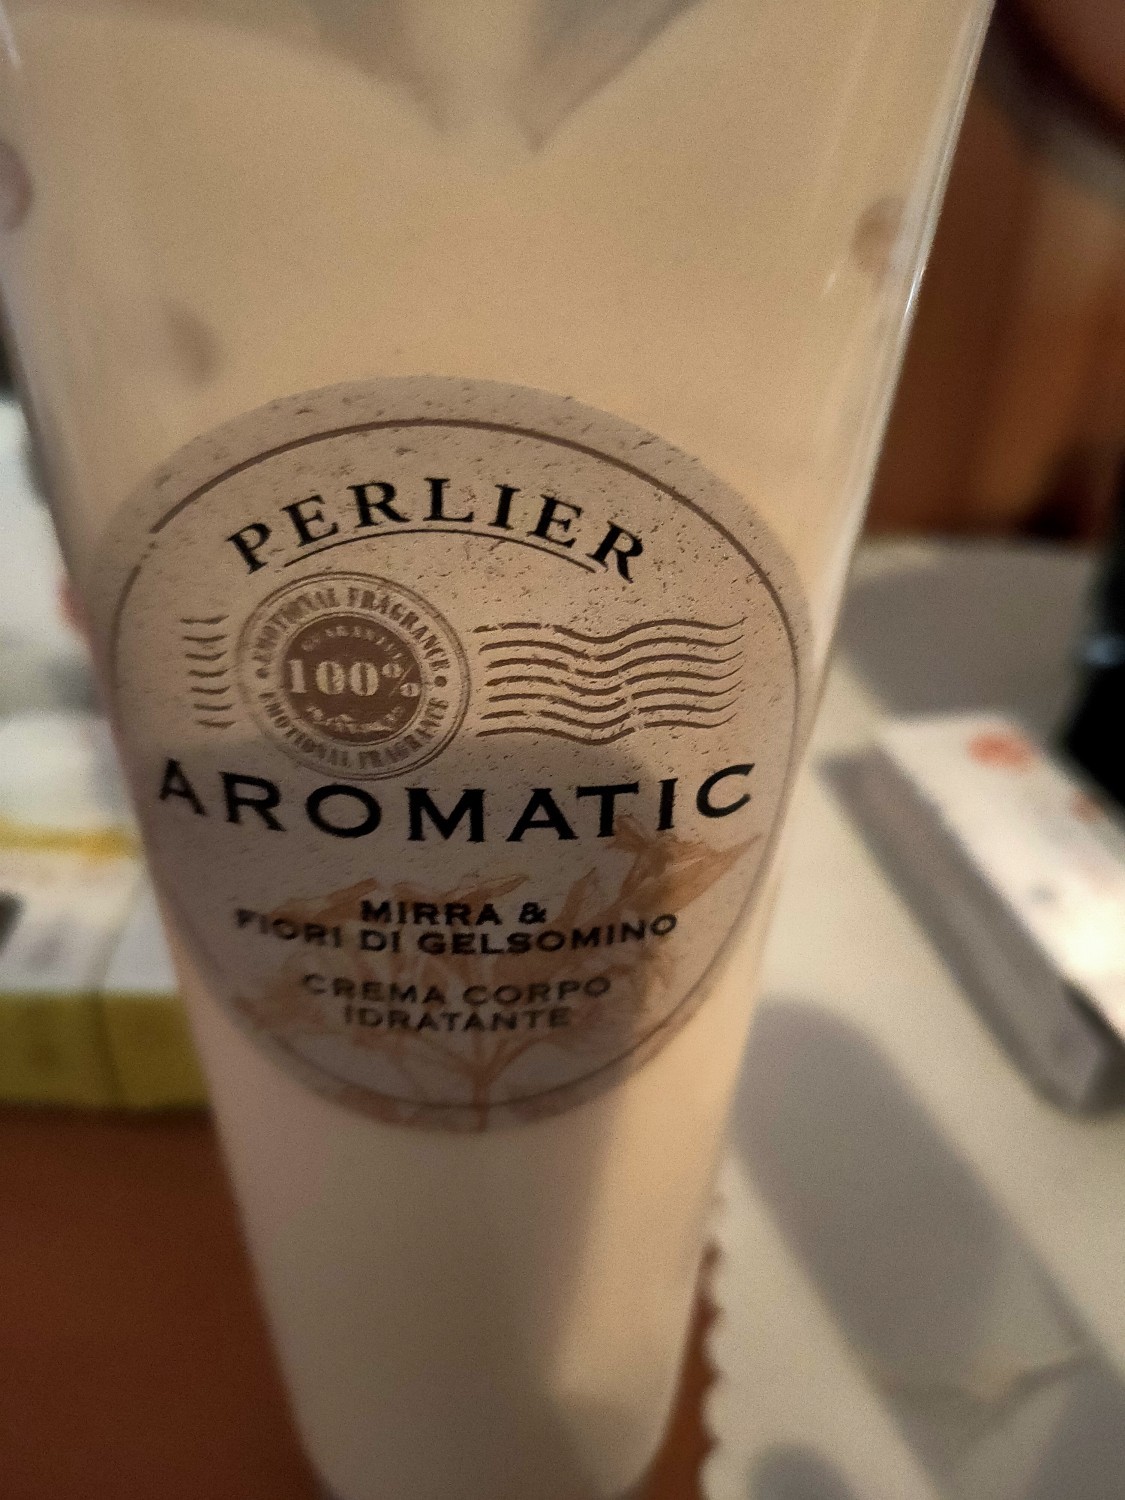 PERLIER
EMOTIONAL FRAGRANCE
100%
EMOTIONAL FRAGRANCE
AROMATIC
MIRRA &
FIORI DI GELSOMINO
CREMA CORPO
IDRATANTE